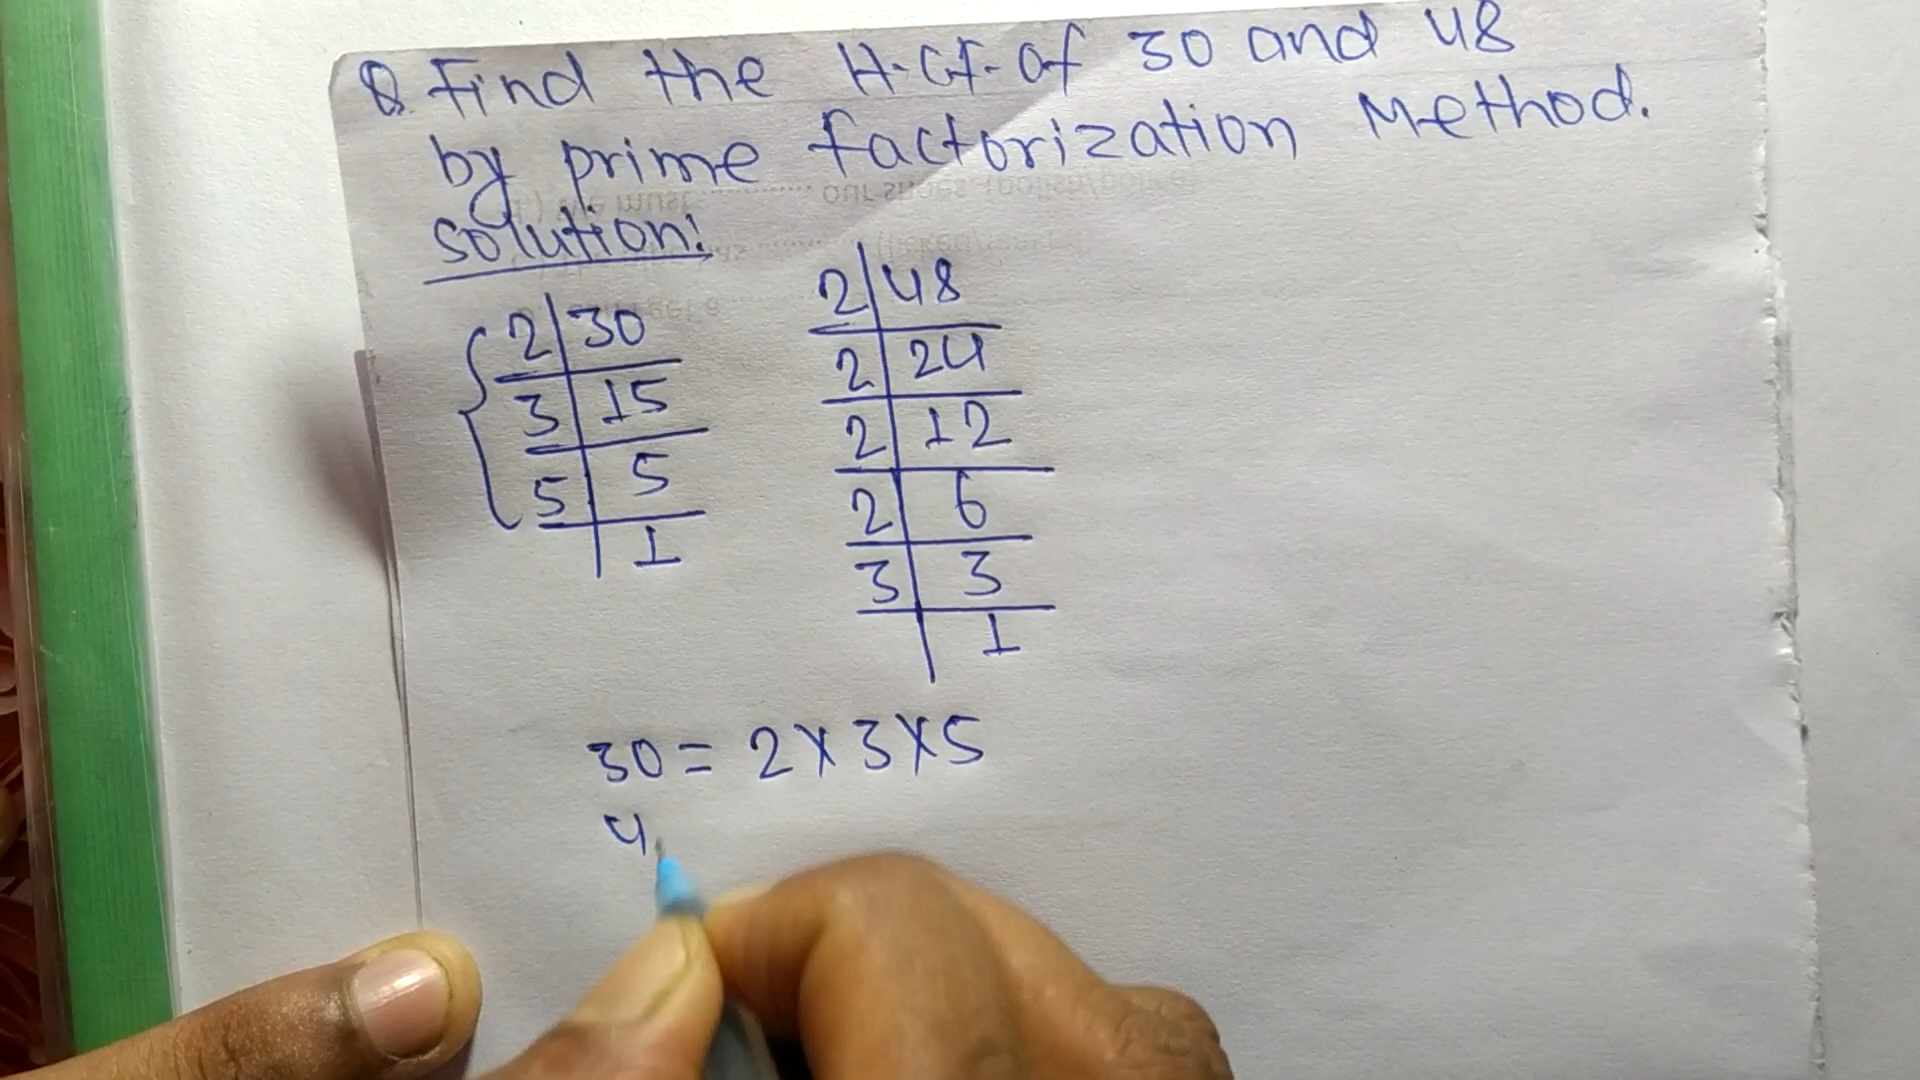 Q. Find the H.C.F. of 30 and 48
by prime factorization Method.
solution:
2 30
3 15
5 5
1
2 48
2 24
2 12
2 6
3 3
1
30 = 2 X 3 X 5
4